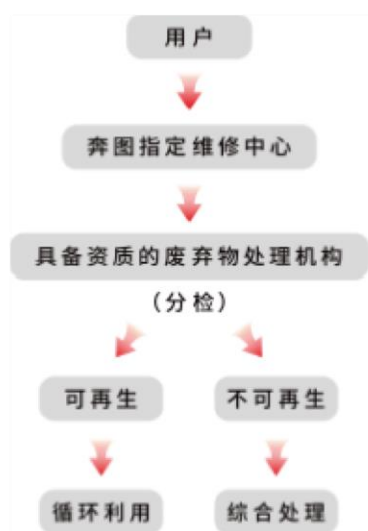 用户
奔图指定维修中心
具备资质的废弃物处理机构
（分检）
可再生
不可再生
循环利用
综合处理